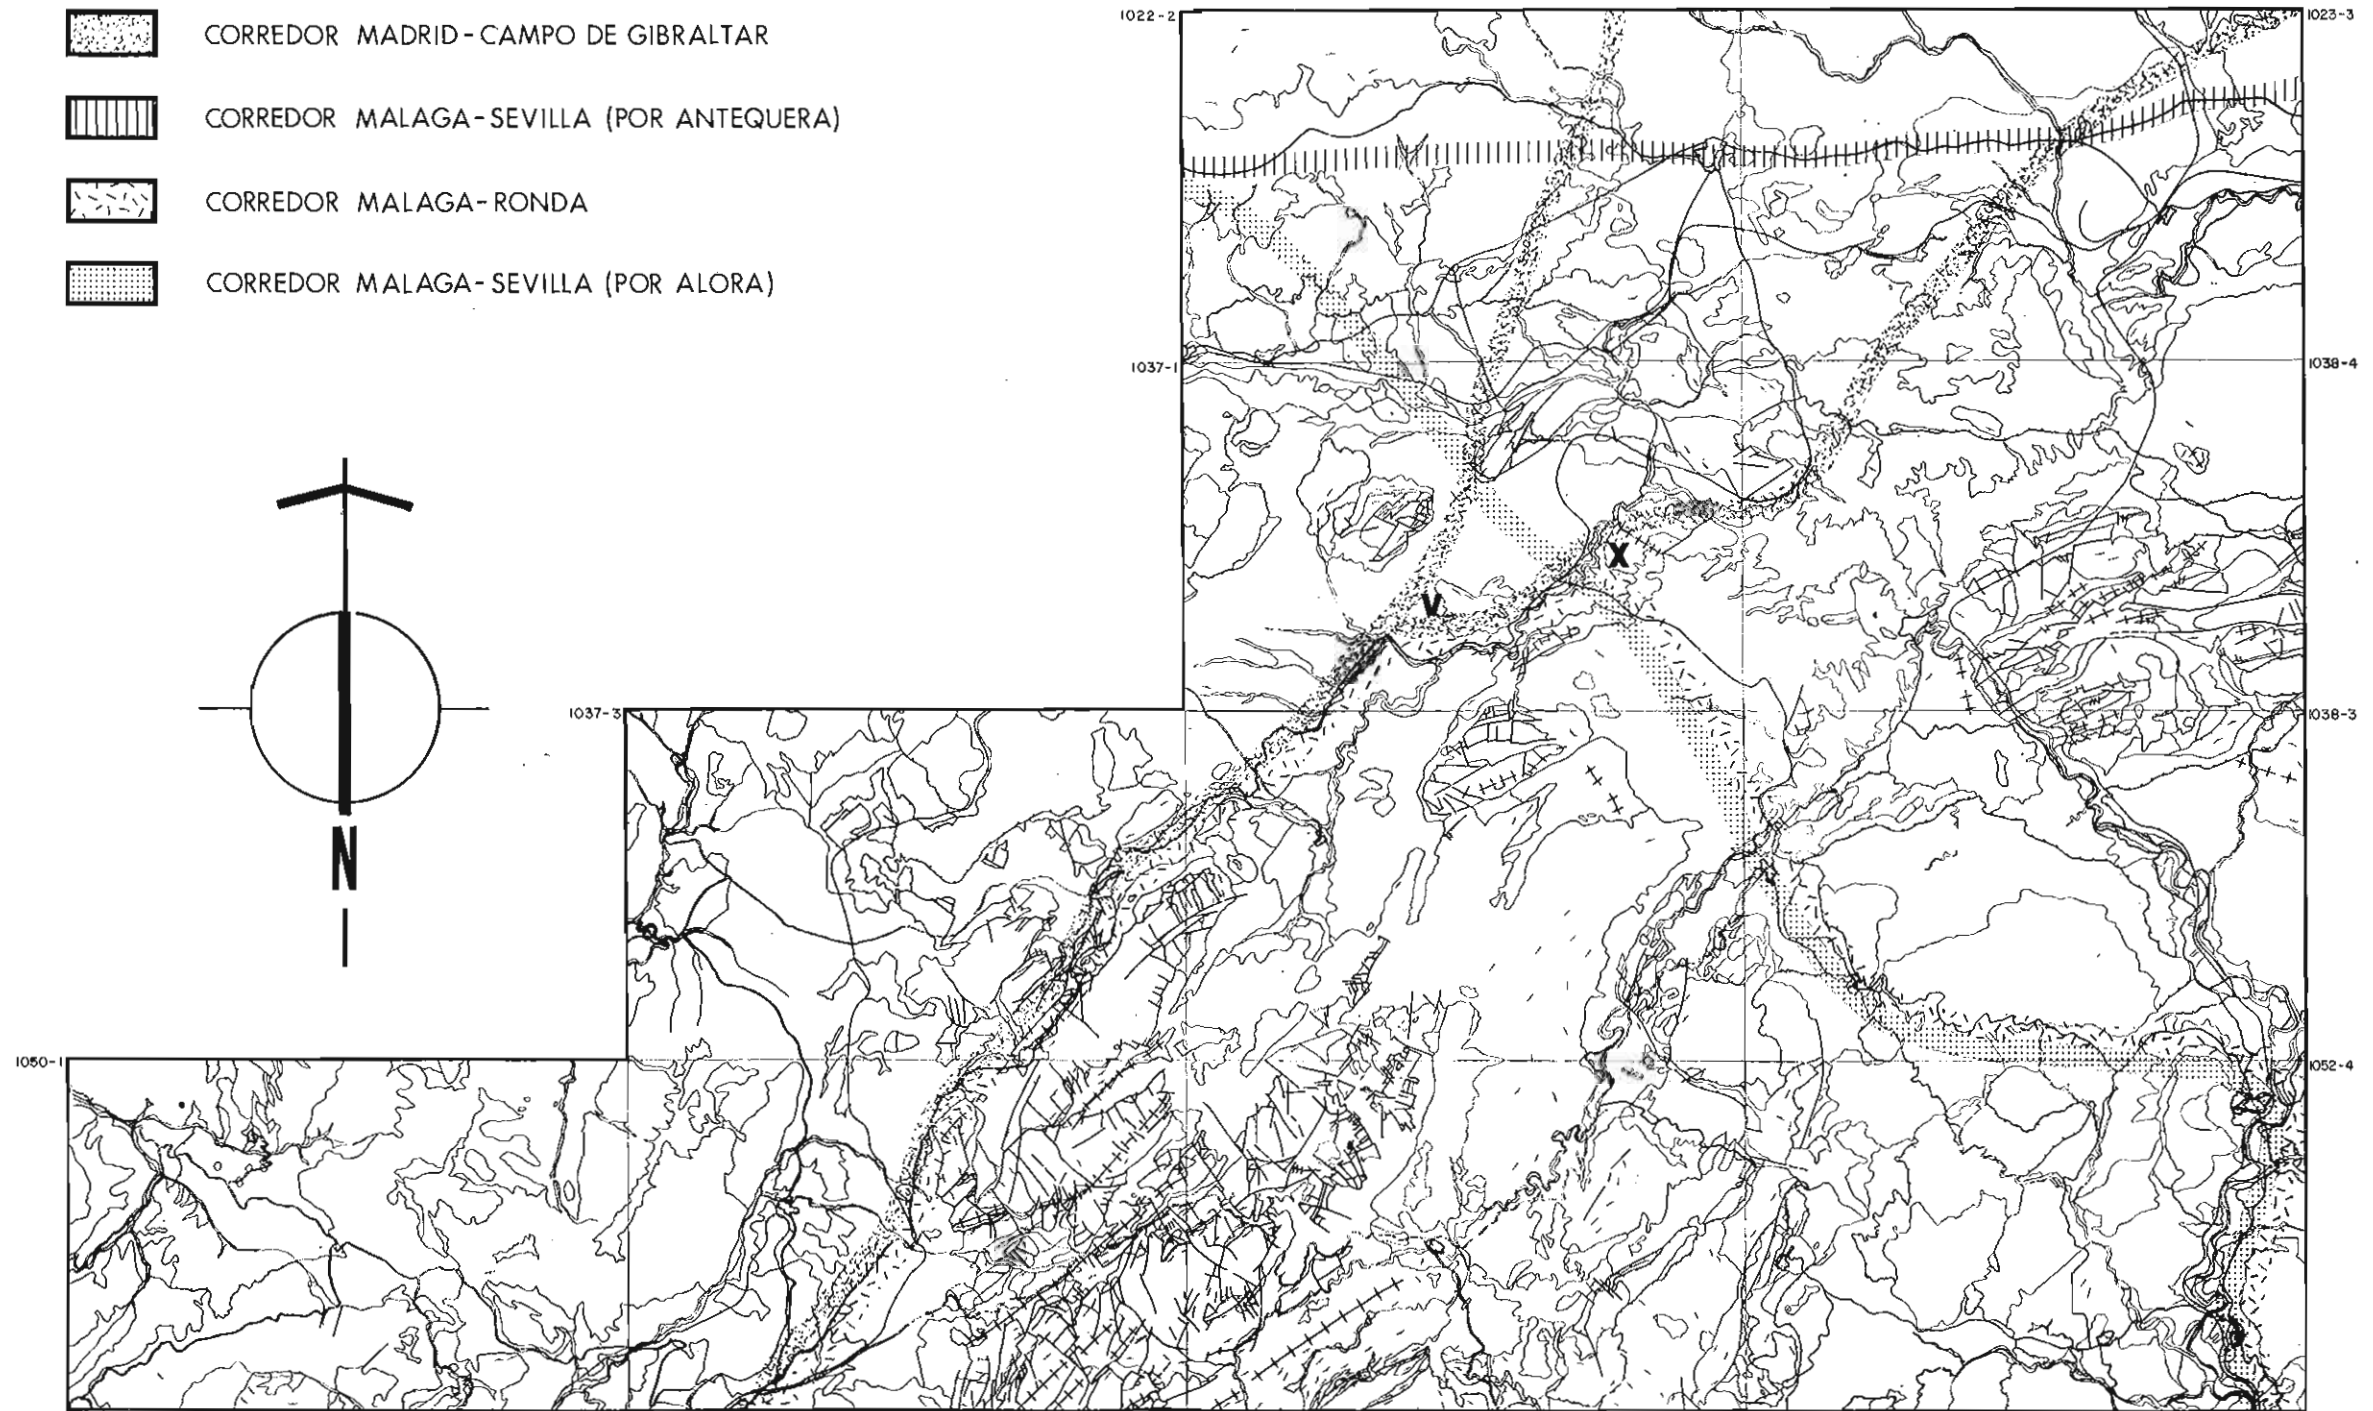 CORREDOR MADRID-CAMPO DE GIBRALTAR
CORREDOR MALAGA-SEVILLA (POR ANTEQUERA)
CORREDOR MALAGA-RONDA
CORREDOR MALAGA-SEVILLA (POR ALORA)
1022-2
1023-3
1037-1
1038-4
X
V
1037-3
1038-3
N
1050-1
1052-4